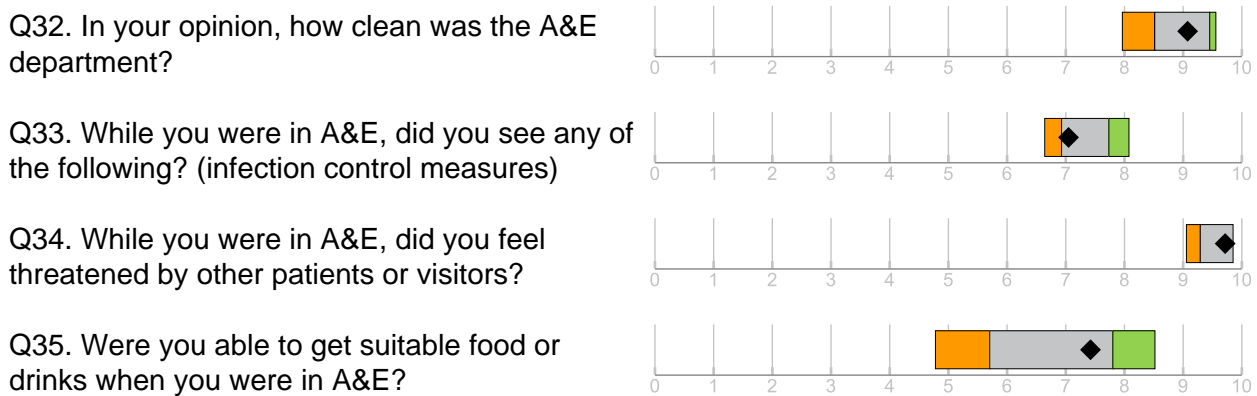 Q32. In your opinion, how clean was the A&E
department?
0 1 2 3 4 5 6 7 8 9 10
Q33. While you were in A&E, did you see any of
the following? (infection control measures)
0 1 2 3 4 5 6 7 8 9 10
Q34. While you were in A&E, did you feel
threatened by other patients or visitors?
0 1 2 3 4 5 6 7 8 9 10
Q35. Were you able to get suitable food or
drinks when you were in A&E?
0 1 2 3 4 5 6 7 8 9 10